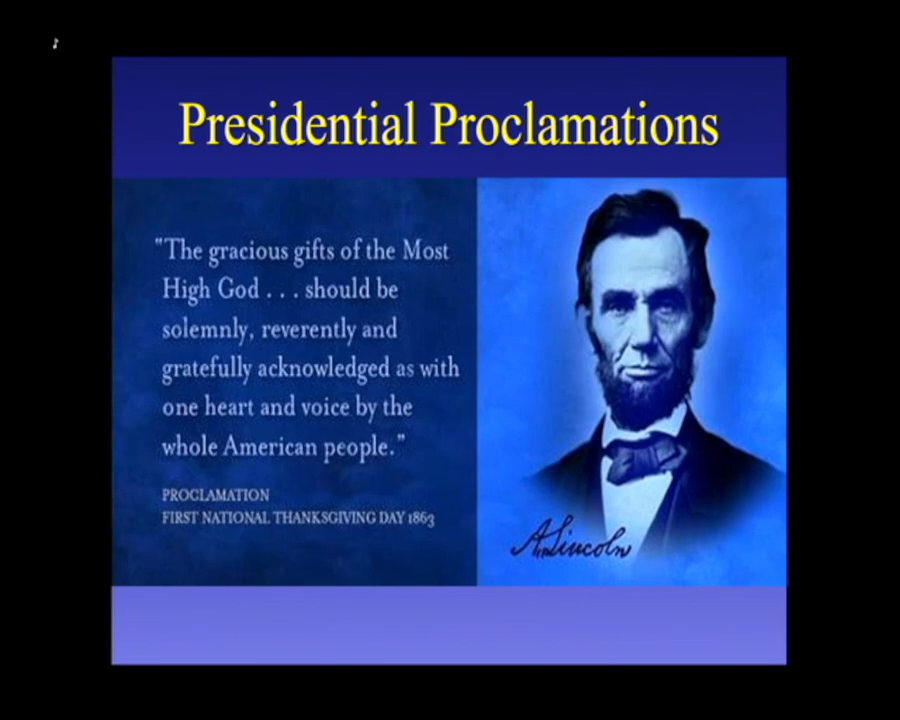 Presidential Proclamations
"The gracious gifts of the Most
High God . . . should be
solemnly, reverently and
gratefully acknowledged as with
one heart and voice by the
whole American people."
PROCLAMATION
FIRST NATIONAL THANKSGIVING DAY 1863
A. Lincoln